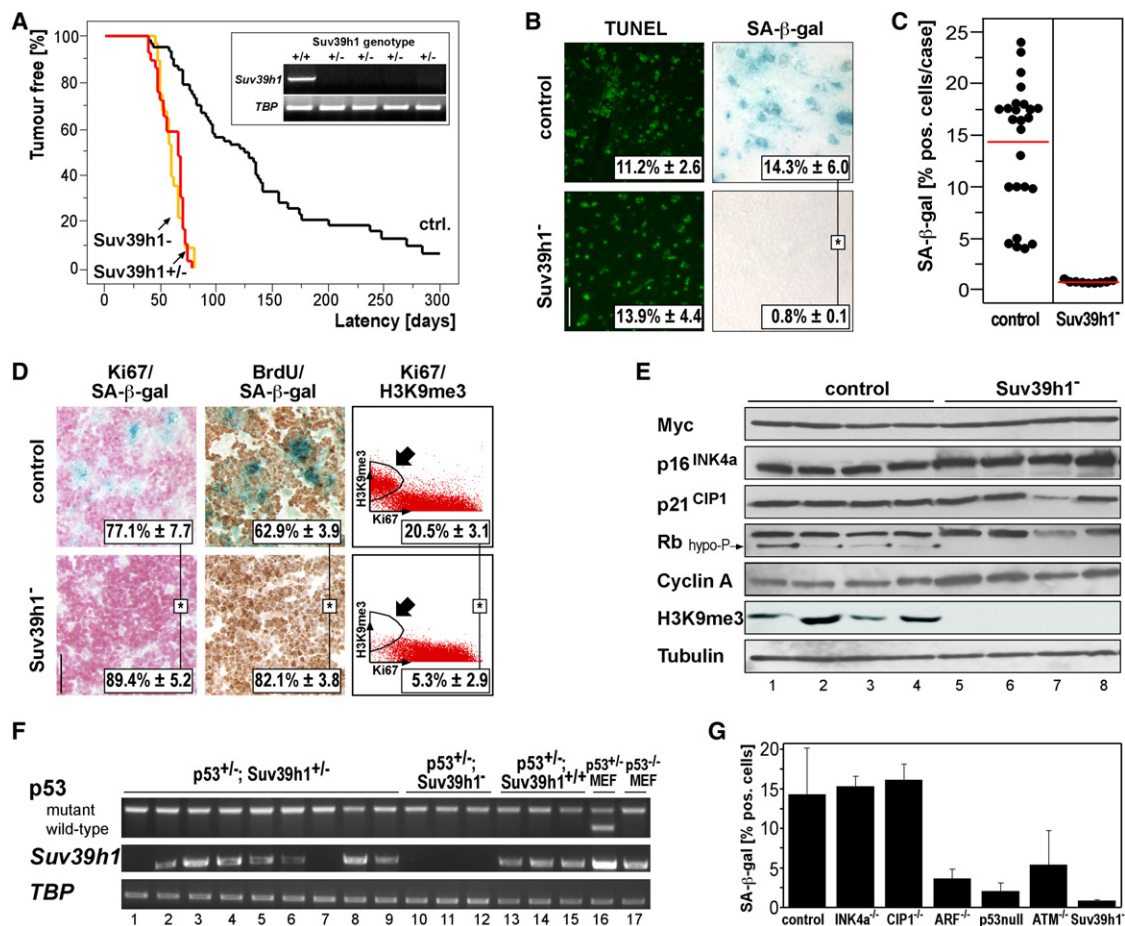 A
Tumour free [%]
100
80
60
40
20
0
Suv39h1 genotype
+/+ +/- +/- +/- +/-
Suv39h1
TBP
ctrl.
Suv39h1-
Suv39h1+/-
0 50 100 150 200 250 300
Latency [days]
B
TUNEL SA-β-gal
control
11.2% ± 2.6 14.3% ± 6.0
*
Suv39h1-
13.9% ± 4.4 0.8% ± 0.1
C
SA-β-gal [% pos. cells/case]
25
20
15
10
5
0
control Suv39h1-
D
Ki67/ BrdU/ Ki67/
SA-β-gal SA-β-gal H3K9me3
control
H3K9me3
Ki67
77.1% ± 7.7 62.9% ± 3.9 20.5% ± 3.1
* * *
Suv39h1-
H3K9me3
Ki67
89.4% ± 5.2 82.1% ± 3.8 5.3% ± 2.9
E
control Suv39h1-
Myc
p16 INK4a
p21 CIP1
Rb hypo-P
Cyclin A
H3K9me3
Tubulin
1 2 3 4 5 6 7 8
F
p53+/-; Suv39h1+/- p53+/-; Suv39h1- p53+/-; Suv39h1+/+ p53+/- MEF p53-/- MEF
p53
mutant
wild-type
Suv39h1
TBP
1 2 3 4 5 6 7 8 9 10 11 12 13 14 15 16 17
G
SA-β-gal [% pos. cells]
20
15
10
5
0
control INK4a-/- CIP1-/- ARF-/- p53null ATM-/- Suv39h1-